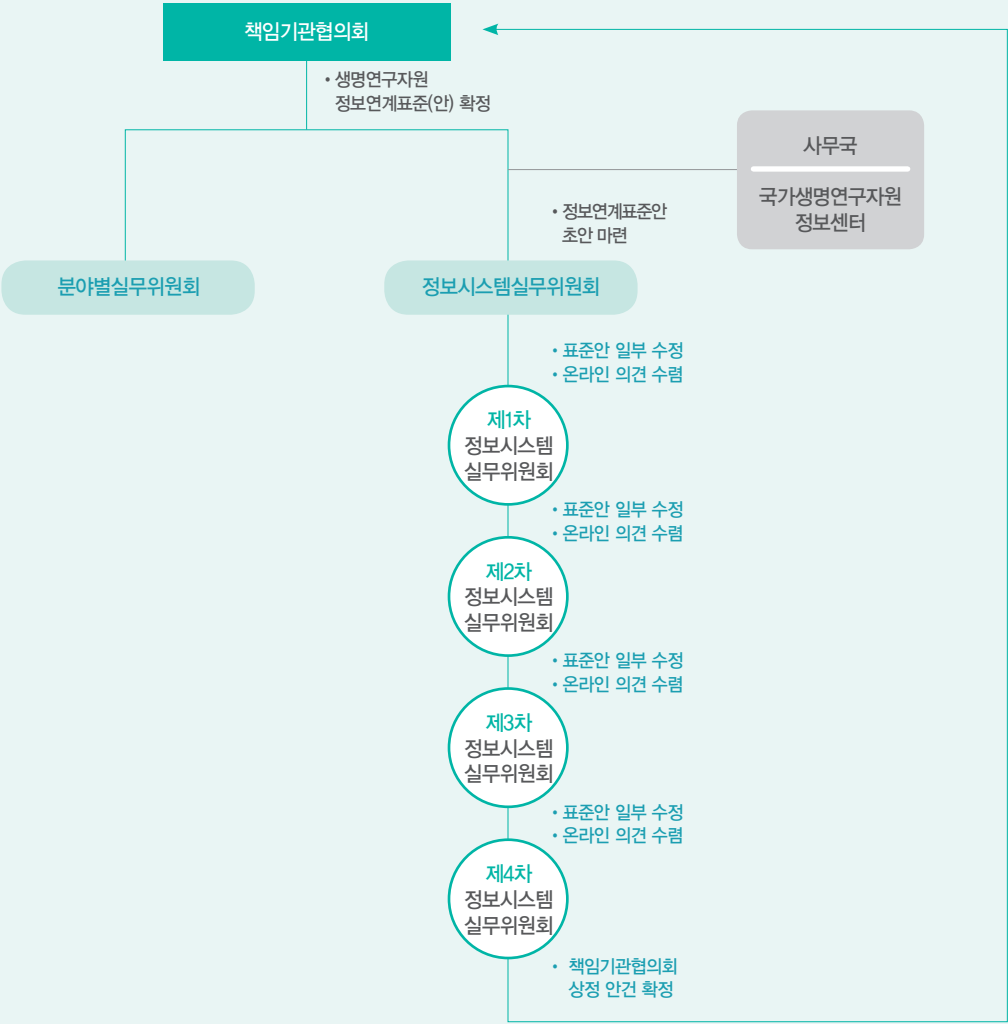 책임기관협의회
• 생명연구자원
정보연계표준(안) 확정
사무국
국가생명연구자원
정보센터
• 정보연계표준안
초안 마련
분야별실무위원회
정보시스템실무위원회
• 표준안 일부 수정
• 온라인 의견 수렴
제1차
정보시스템
실무위원회
• 표준안 일부 수정
• 온라인 의견 수렴
제2차
정보시스템
실무위원회
• 표준안 일부 수정
• 온라인 의견 수렴
제3차
정보시스템
실무위원회
• 표준안 일부 수정
• 온라인 의견 수렴
제4차
정보시스템
실무위원회
• 책임기관협의회
상정 안건 확정